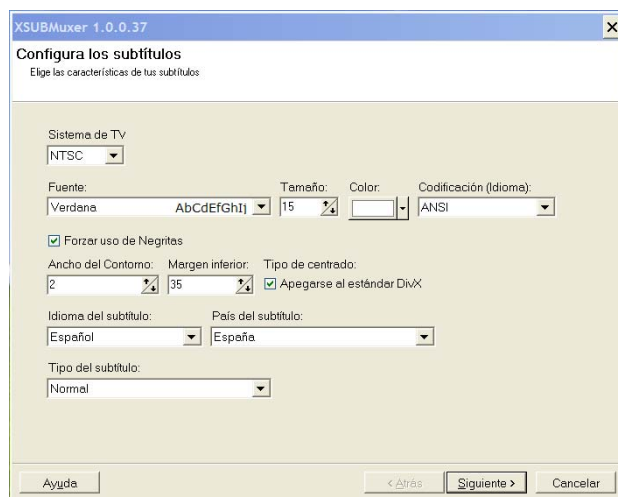 XSUBMuxer 1.0.0.37
Configura los subtítulos
Elige las características de tus subtítulos
Sistema de TV
NTSC
Fuente: Tamaño: Color: Codificación (Idioma):
Verdana AbCdEfGhIj 15 ANSI
Forzar uso de Negritas
Ancho del Contorno: Margen inferior: Tipo de centrado:
2 35 Apegarse al estándar DivX
Idioma del subtítulo: País del subtítulo:
Español España
Tipo del subtítulo:
Normal
Ayuda < Atrás Siguiente > Cancelar